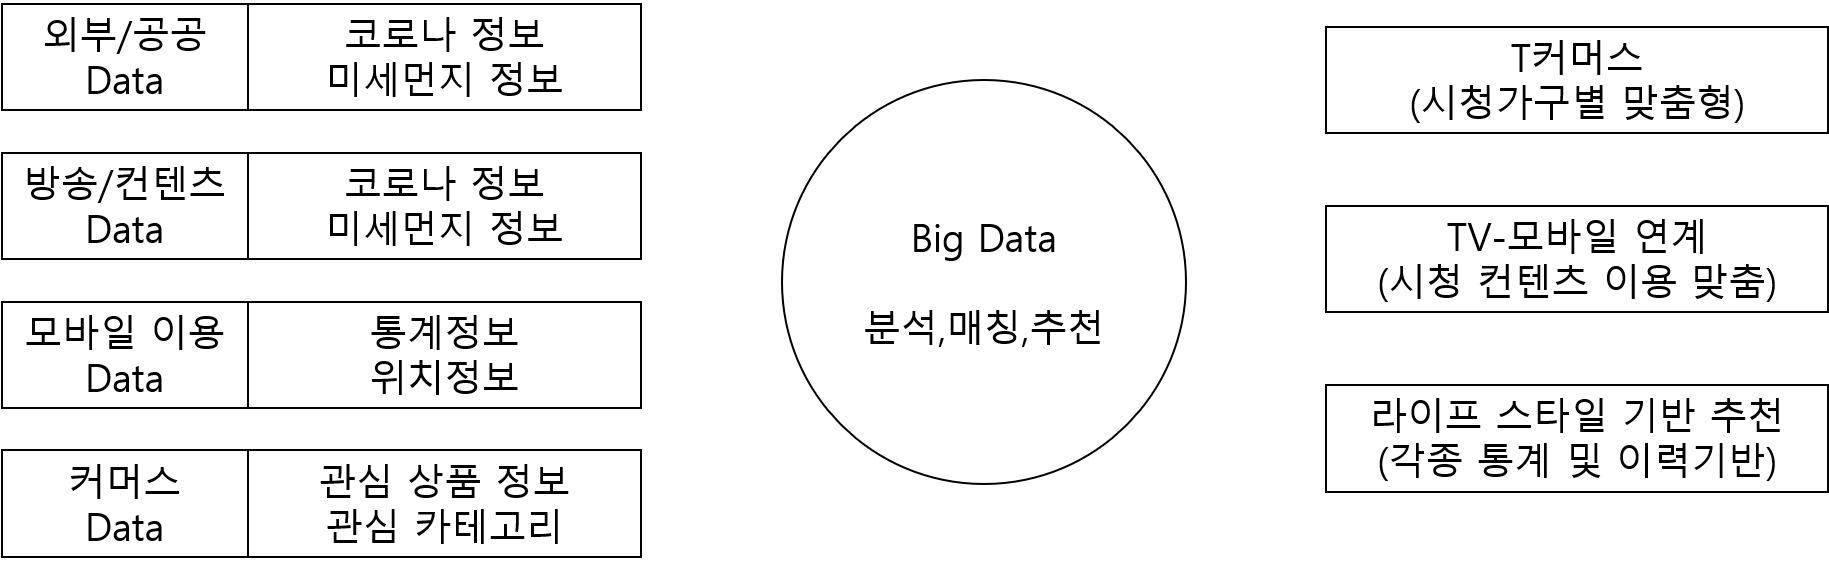 외부/공공
Data
코로나 정보
미세먼지 정보
방송/컨텐츠
Data
코로나 정보
미세먼지 정보
모바일 이용
Data
통계정보
위치정보
커머스
Data
관심 상품 정보
관심 카테고리
Big Data
분석,매칭,추천
T커머스
(시청가구별 맞춤형)
TV-모바일 연계
(시청 컨텐츠 이용 맞춤)
라이프 스타일 기반 추천
(각종 통계 및 이력기반)